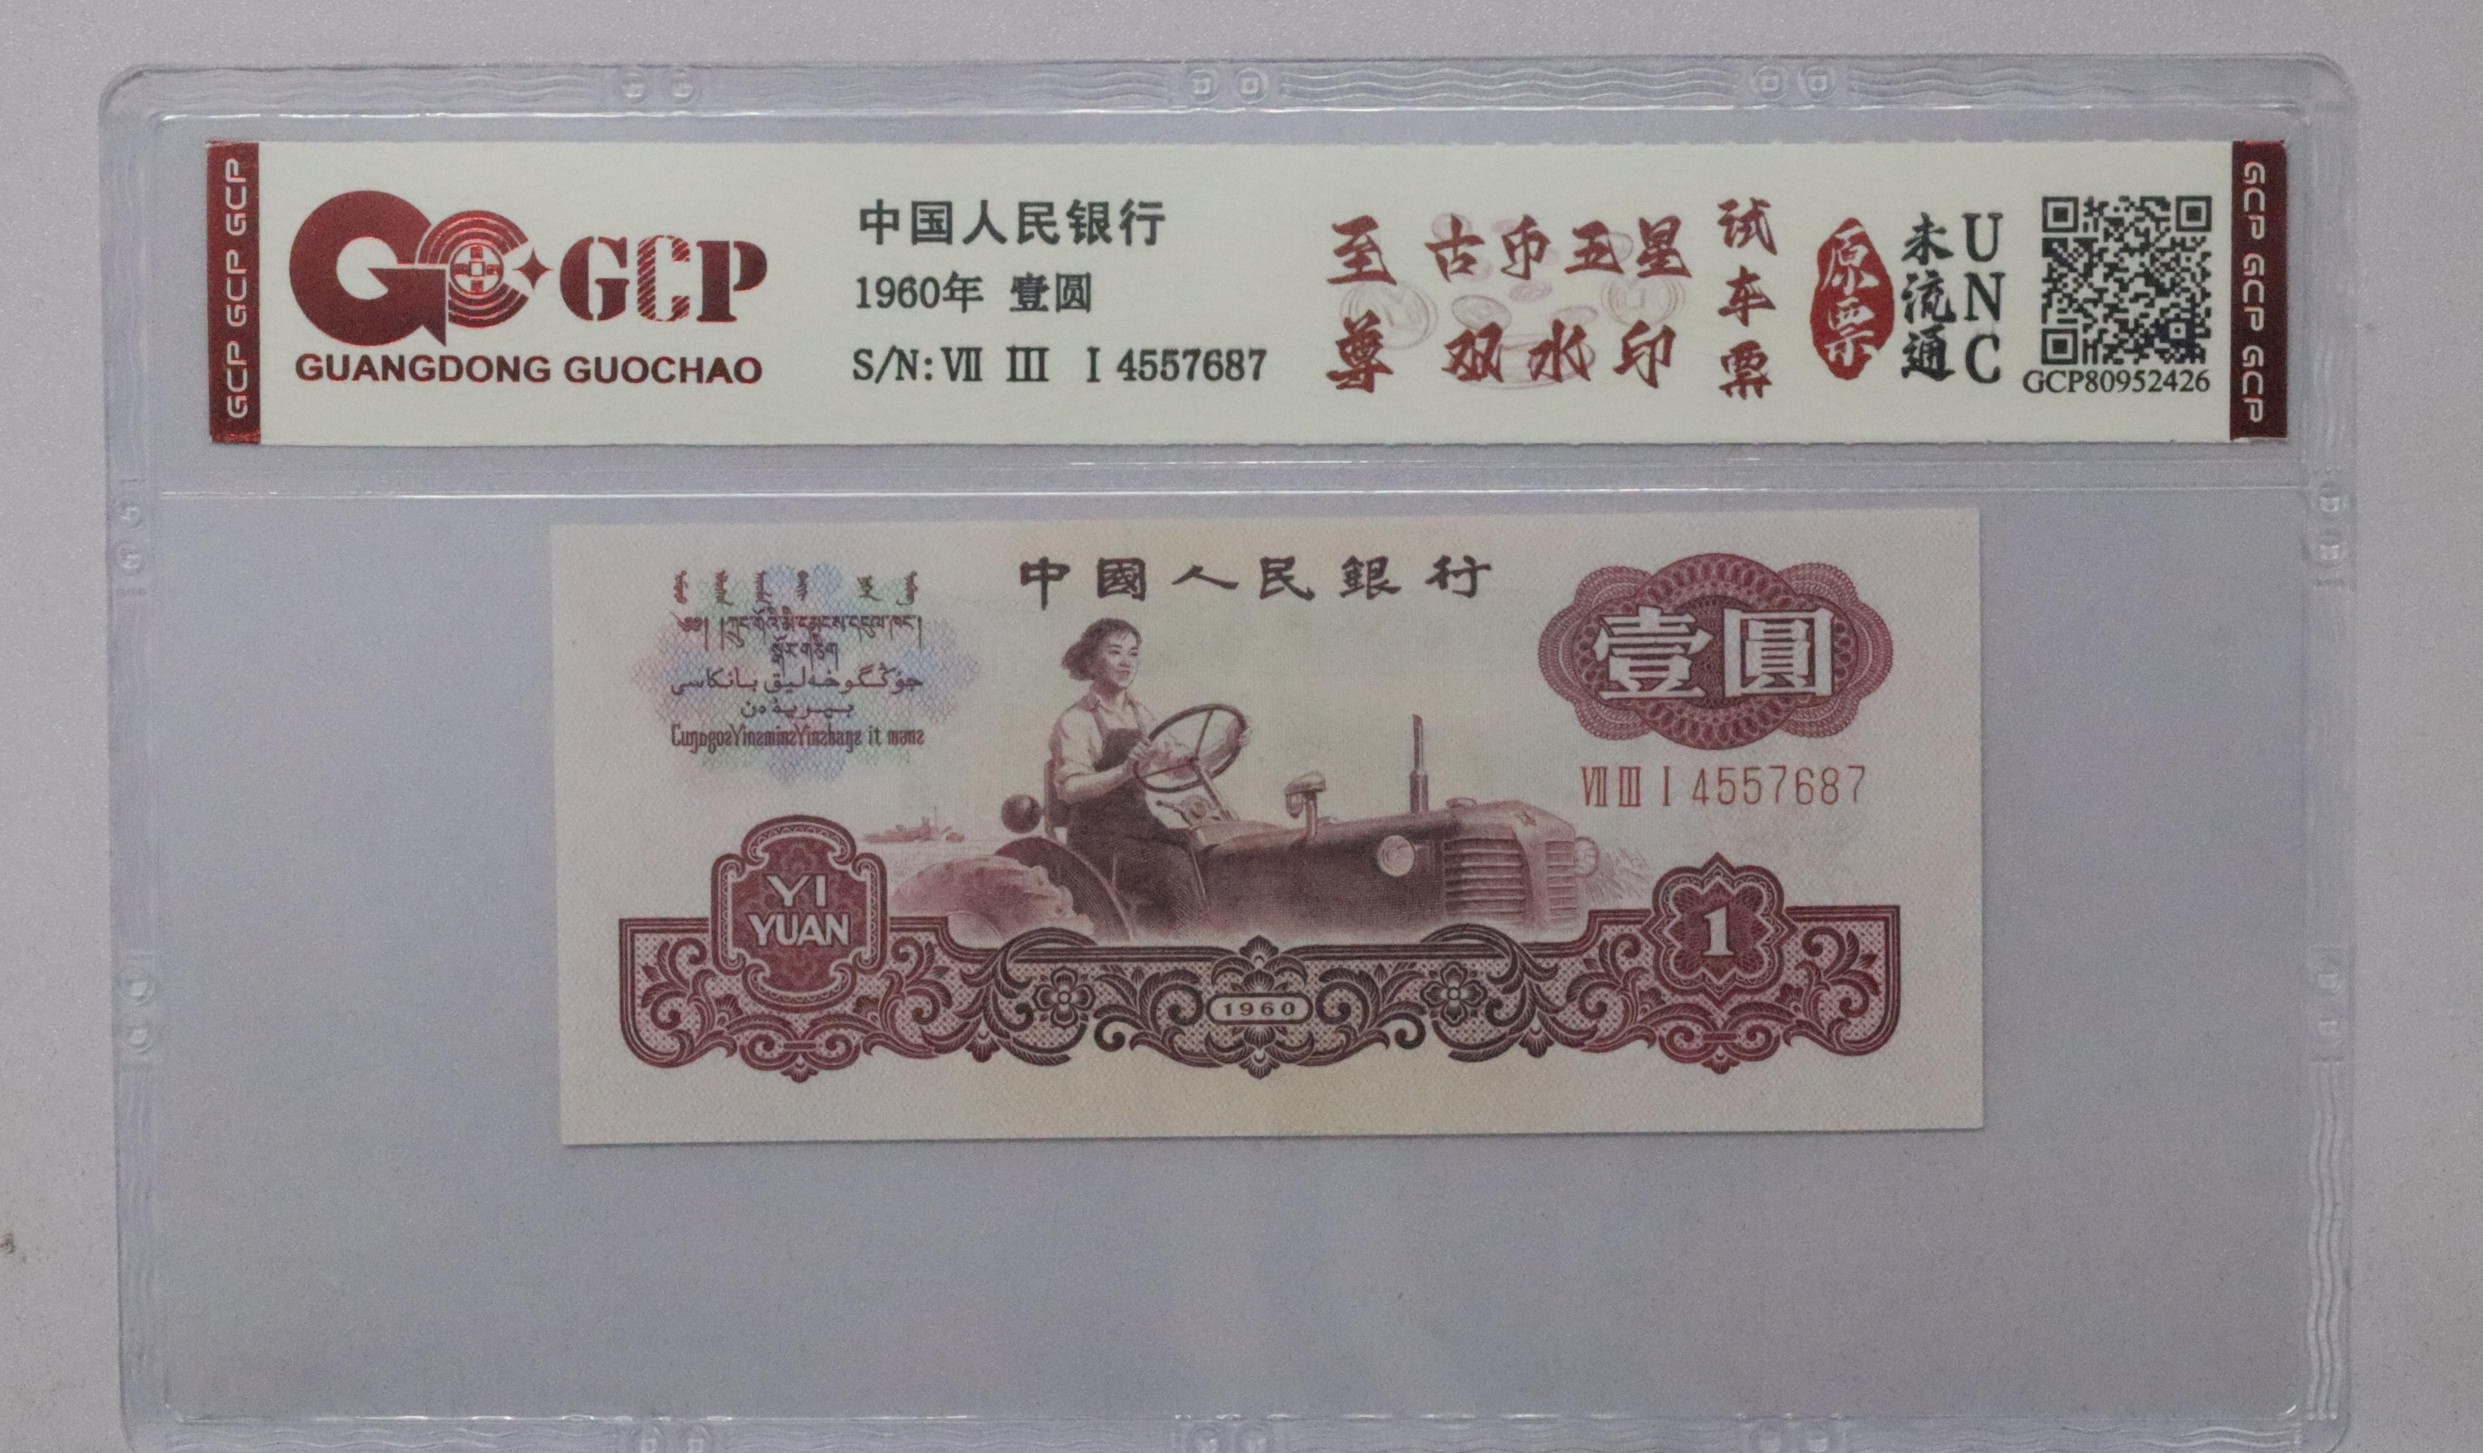 GCP GCP GCP
GCP
GUANGDONG GUOCHAO
中国人民银行
1960年 壹圆
S/N: Ⅶ Ⅲ Ⅰ 4557687
至尊
古币五星
双水印
试车票
原票
未流通
UNC
GCP80952426
GCP GCP GCP
中國人民銀行
壹圓
Ⅶ Ⅲ Ⅰ 4557687
YI
YUAN
1
1960